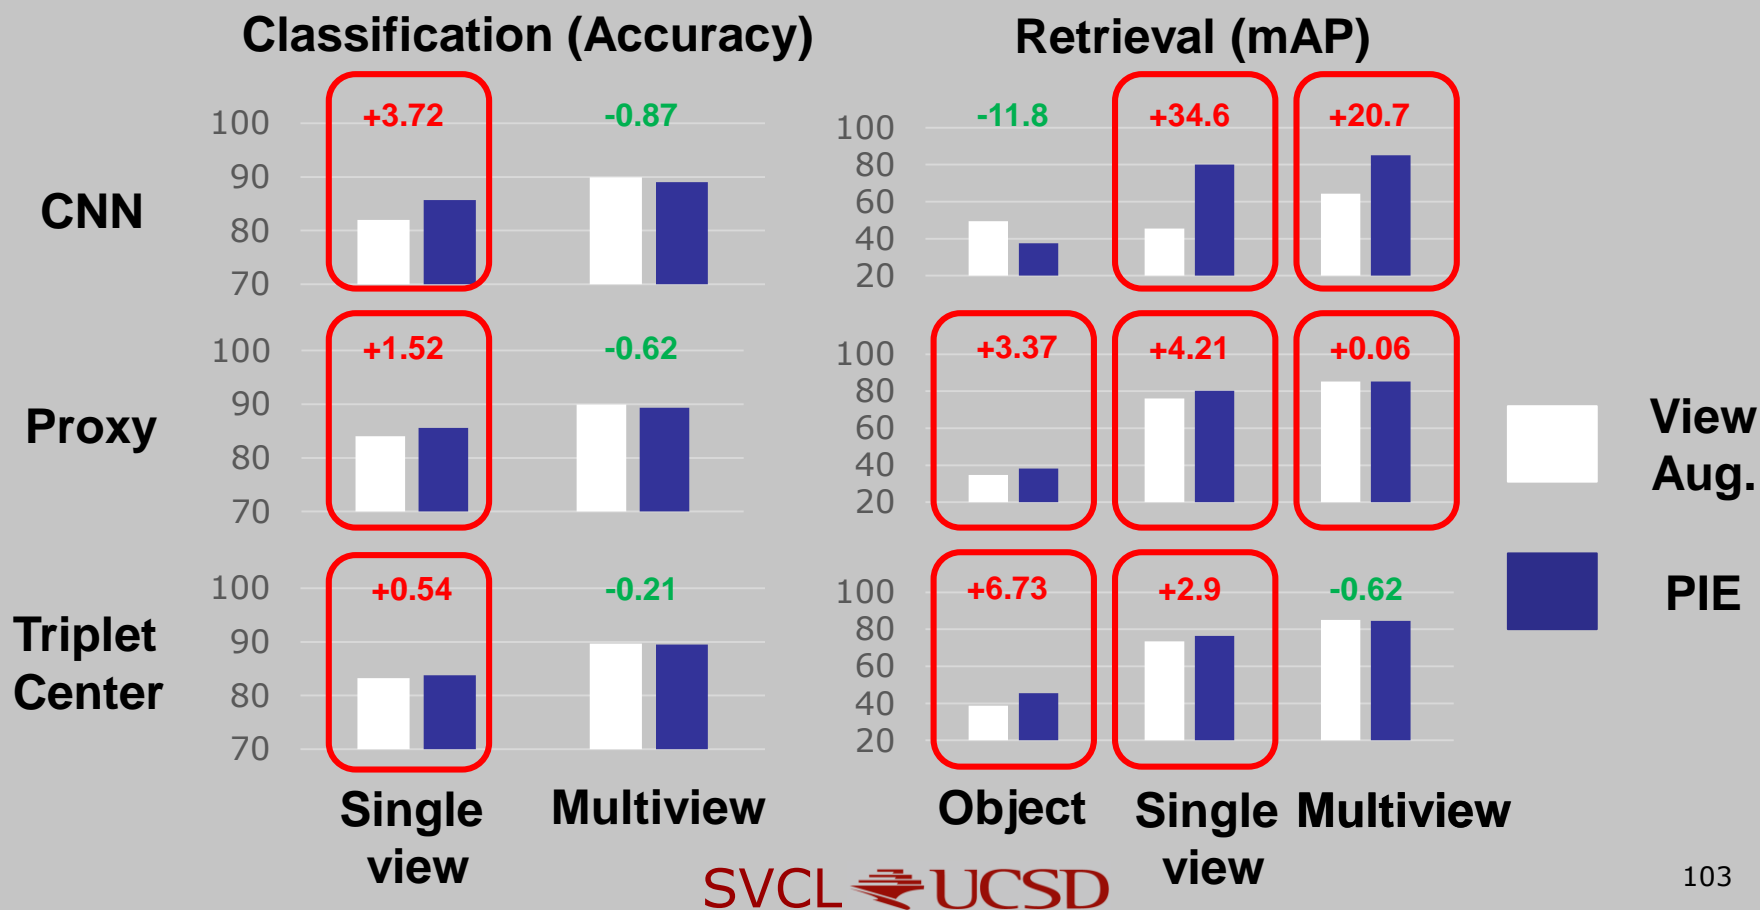 Classification (Accuracy)
Retrieval (mAP)
CNN
100
90
80
70
+3.72
-0.87
100
80
60
40
20
-11.8
+34.6
+20.7
Proxy
100
90
80
70
+1.52
-0.62
100
80
60
40
20
+3.37
+4.21
+0.06
Triplet
Center
100
90
80
70
+0.54
-0.21
100
80
60
40
20
+6.73
+2.9
-0.62
Single
view
Multiview
Object
Single
view
Multiview
View
Aug.
PIE
SVCL UCSD
103